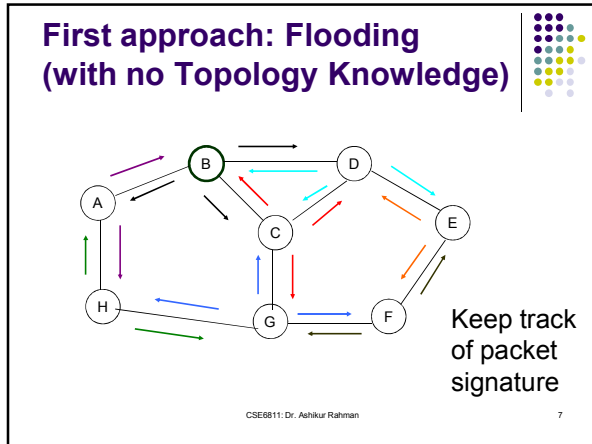 First approach: Flooding
(with no Topology Knowledge)
B
D
A
E
C
H
G
F
Keep track
of packet
signature
CSE6811: Dr. Ashikur Rahman
7